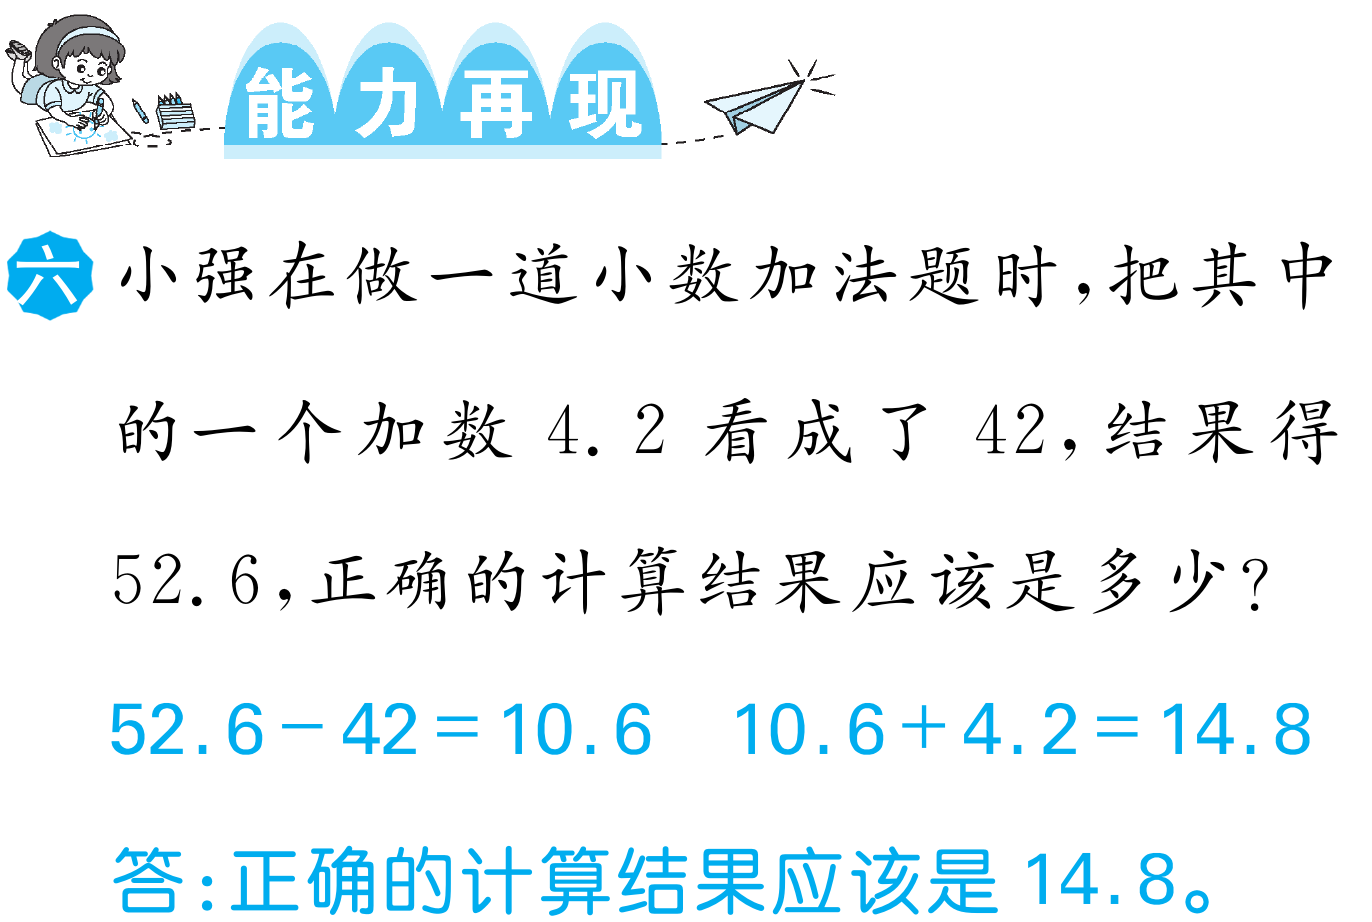 能力再现
六 小强在做一道小数加法题时,把其中
的一个加数 4.2 看成了 42,结果得
52.6,正确的计算结果应该是多少?
52.6-42=10.6 10.6+4.2=14.8
答:正确的计算结果应该是 14.8。